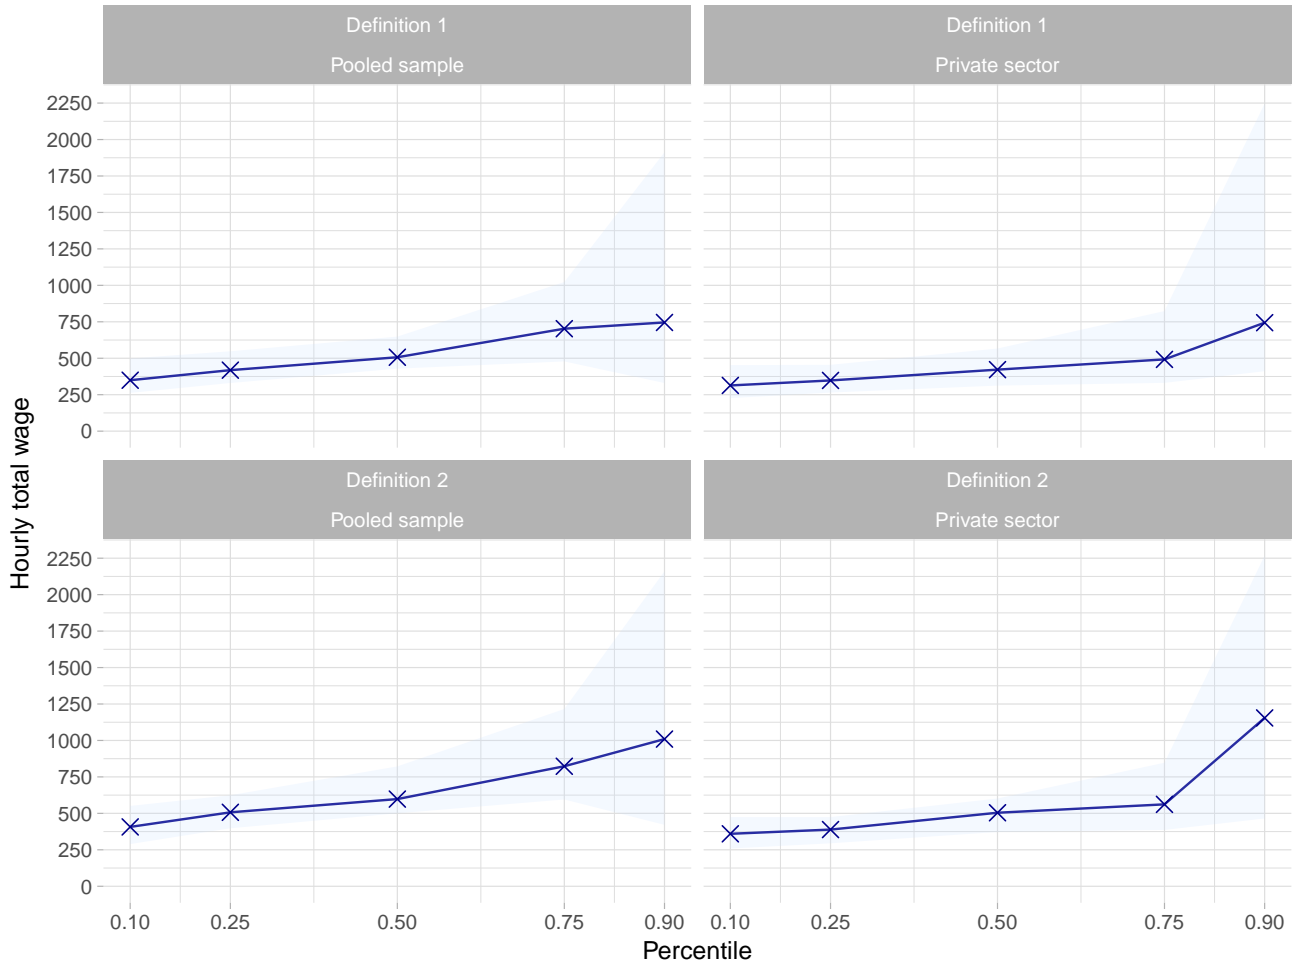 Definition 1
Pooled sample
Definition 1
Private sector
2250
2000
1750
1500
1250
1000
750
500
250
0
Definition 2
Pooled sample
Definition 2
Private sector
2250
2000
1750
1500
1250
1000
750
500
250
0
Hourly total wage
0.10 0.25 0.50 0.75 0.90 0.10 0.25 0.50 0.75 0.90
Percentile